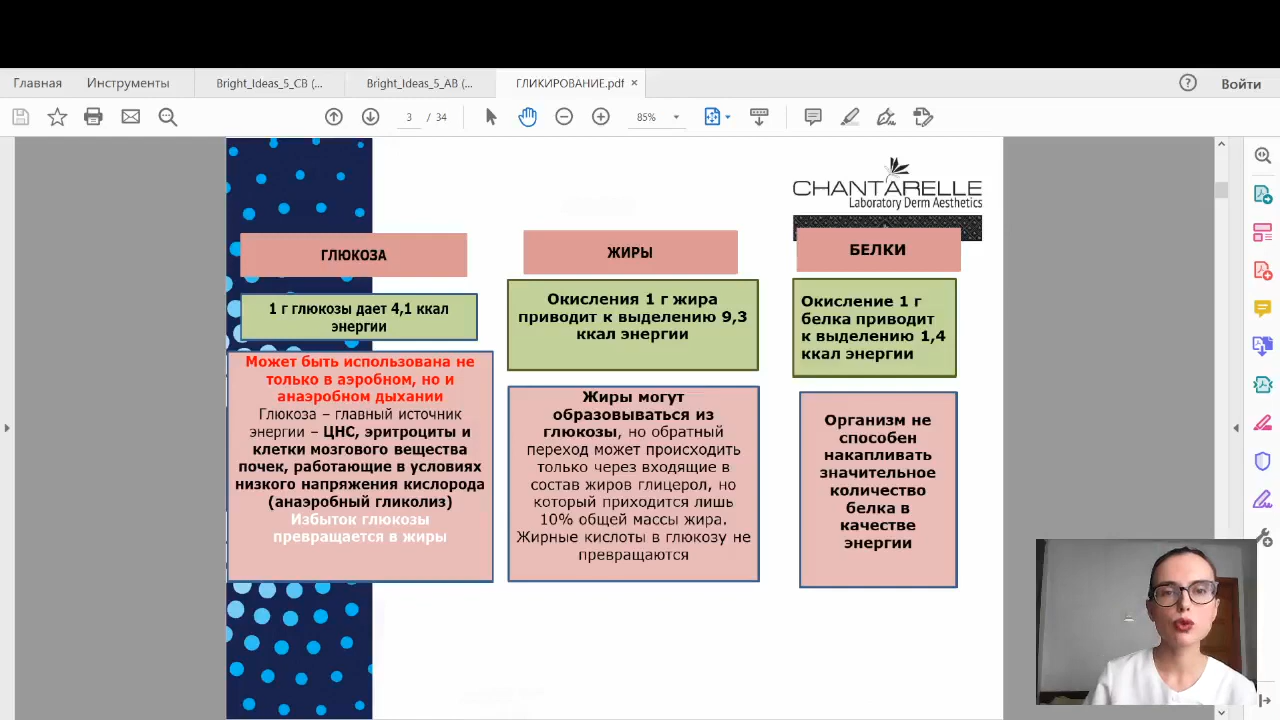 Главная
Инструменты
Bright_Ideas_5_CB (...
Bright_Ideas_5_AB (...
ГЛИКИРОВАНИЕ.pdf
Войти
3 / 34
85%
CHANTARELLE
Laboratory Derm Aesthetics
ГЛЮКОЗА
1 г глюкозы дает 4,1 ккал
энергии
Может быть использована не
только в аэробном, но и
анаэробном дыхании
Глюкоза – главный источник
энергии – ЦНС, эритроциты и
клетки мозгового вещества
почек, работающие в условиях
низкого напряжения кислорода
(анаэробный гликолиз)
Избыток глюкозы
превращается в жиры
ЖИРЫ
Окисления 1 г жира
приводит к выделению 9,3
ккал энергии
Жиры могут
образовываться из
глюкозы, но обратный
переход может происходить
только через входящие в
состав жиров глицерол, но
который приходится лишь
10% общей массы жира.
Жирные кислоты в глюкозу не
превращаются
БЕЛКИ
Окисление 1 г
белка приводит
к выделению 1,4
ккал энергии
Организм не
способен
накапливать
значительное
количество
белка в
качестве
энергии